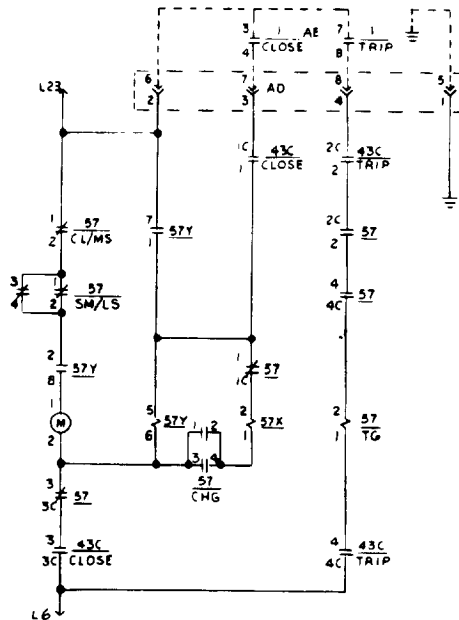 3 1 AE 7 1
4 CLOSE 8 TRIP
L23 6 7 AD 8 5
2 3 4 1
1C 43C 2C 43C
1 CLOSE 2 TRIP
1 57 7 57Y 2C 57
2 CL/MS 1 2
3 1 57 4 57
4 2 SM/LS 4C
2 57Y 1 57
8 1C
1 5 57Y 2 57X 2 57
M 6 1 2 1 TG
2 3 4
57
CHG
3 57
3C
3 43C 4 43C
3C CLOSE 4C TRIP
L6